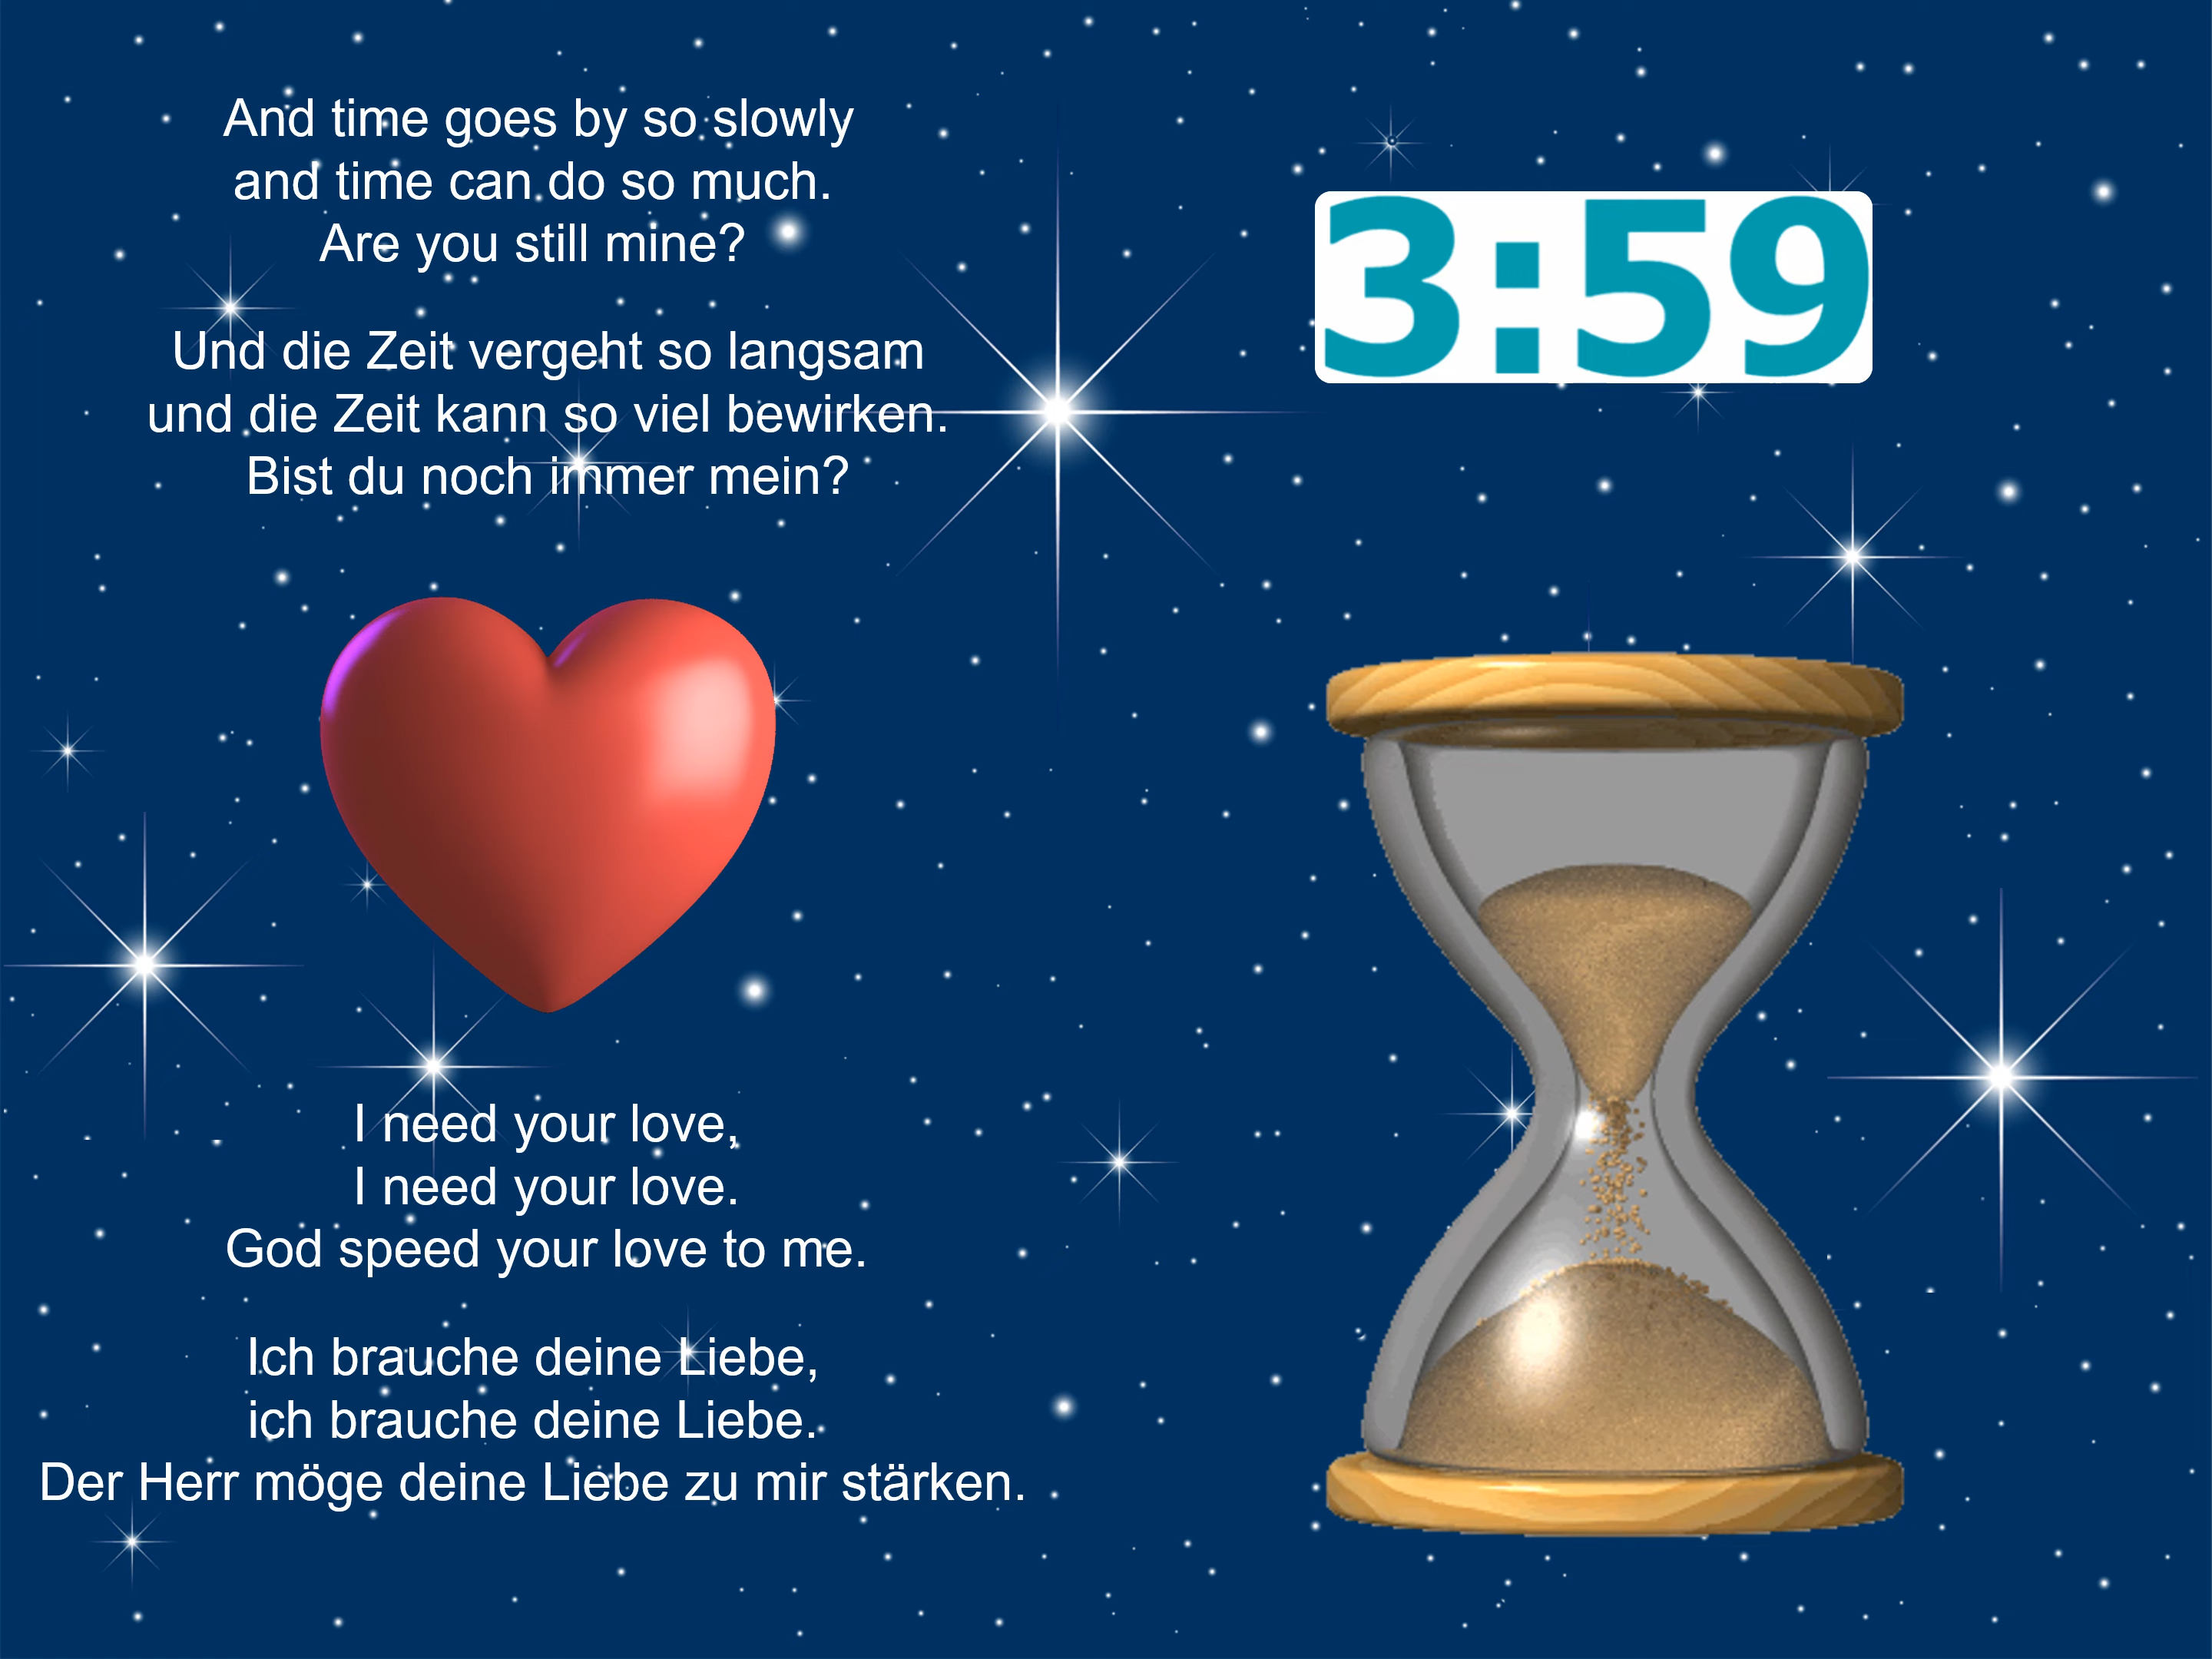 And time goes by so slowly
and time can do so much.
Are you still mine?
Und die Zeit vergeht so langsam
und die Zeit kann so viel bewirken.
Bist du noch immer mein?
I need your love,
I need your love.
God speed your love to me.
Ich brauche deine Liebe,
ich brauche deine Liebe.
Der Herr möge deine Liebe zu mir stärken.
3:59